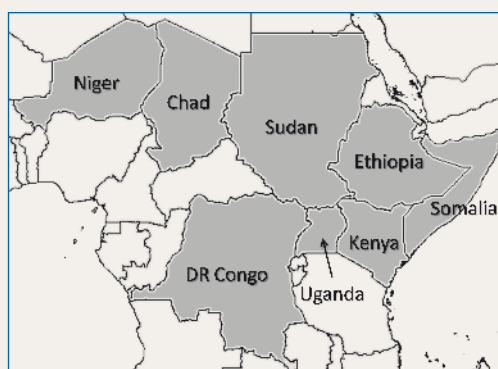 Niger
Chad
Sudan
Ethiopia
Somalia
Kenya
DR Congo
Uganda